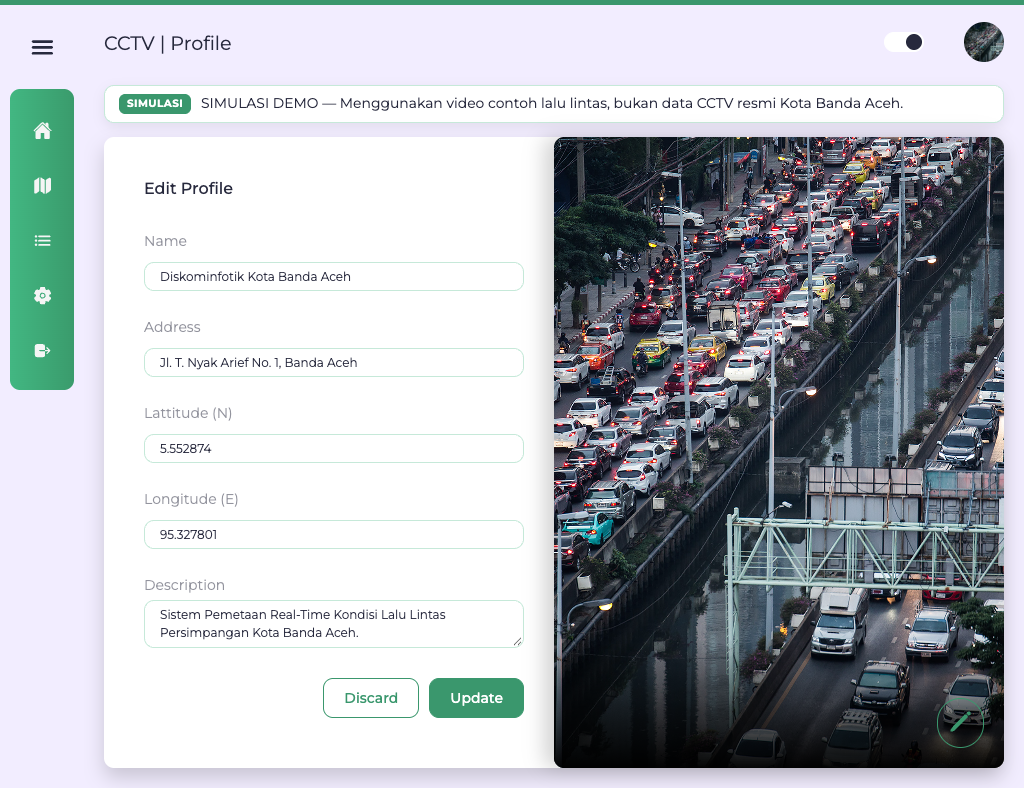 CCTV | Profile
SIMULASI SIMULASI DEMO — Menggunakan video contoh lalu lintas, bukan data CCTV resmi Kota Banda Aceh.
Edit Profile
Name
Diskominfotik Kota Banda Aceh
Address
Jl. T. Nyak Arief No. 1, Banda Aceh
Lattitude (N)
5.552874
Longitude (E)
95.327801
Description
Sistem Pemetaan Real-Time Kondisi Lalu Lintas
Persimpangan Kota Banda Aceh.
Discard Update